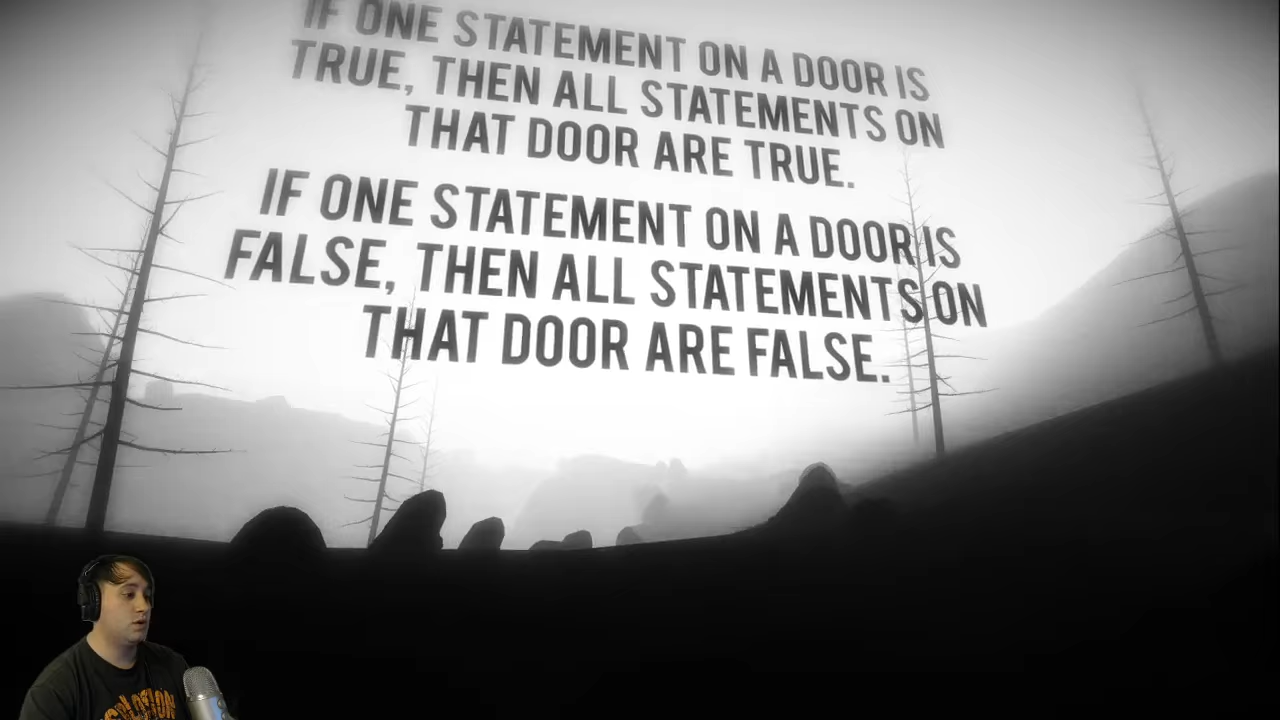 IF ONE STATEMENT ON A DOOR IS
TRUE, THEN ALL STATEMENTS ON
THAT DOOR ARE TRUE.
IF ONE STATEMENT ON A DOOR IS
FALSE, THEN ALL STATEMENTS ON
THAT DOOR ARE FALSE.